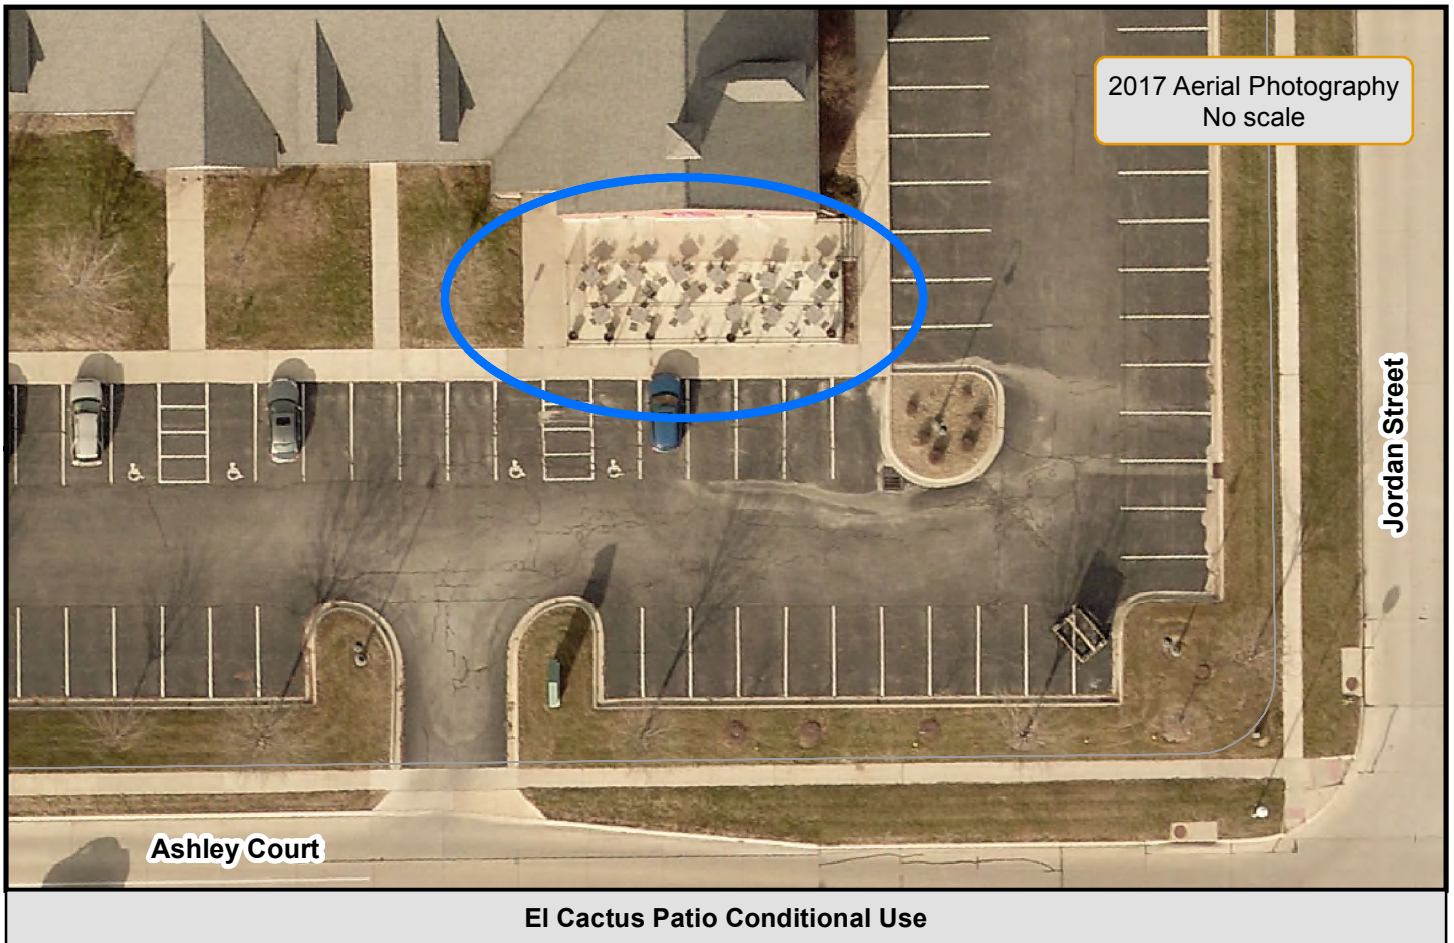 2017 Aerial Photography
No scale
Jordan Street
Ashley Court
El Cactus Patio Conditional Use